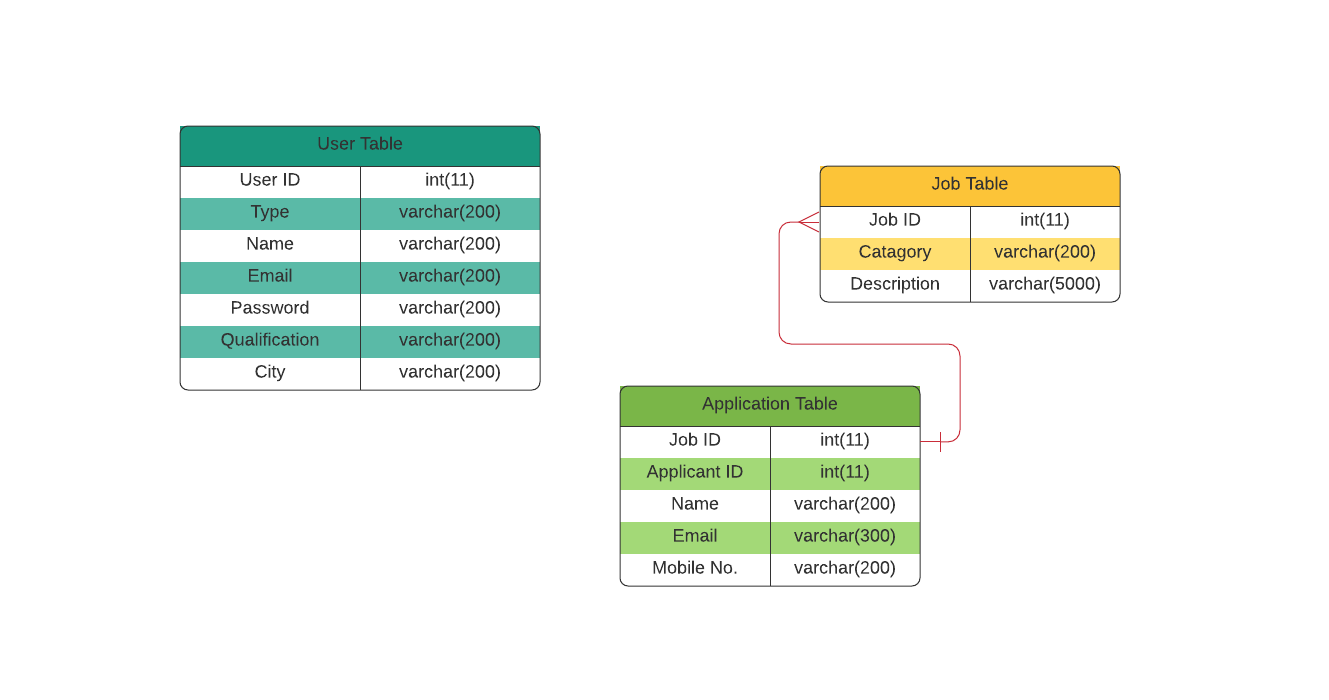 User Table
User ID int(11)
Type varchar(200)
Name varchar(200)
Email varchar(200)
Password varchar(200)
Qualification varchar(200)
City varchar(200)
Job Table
Job ID int(11)
Catagory varchar(200)
Description varchar(5000)
Application Table
Job ID int(11)
Applicant ID int(11)
Name varchar(200)
Email varchar(300)
Mobile No. varchar(200)